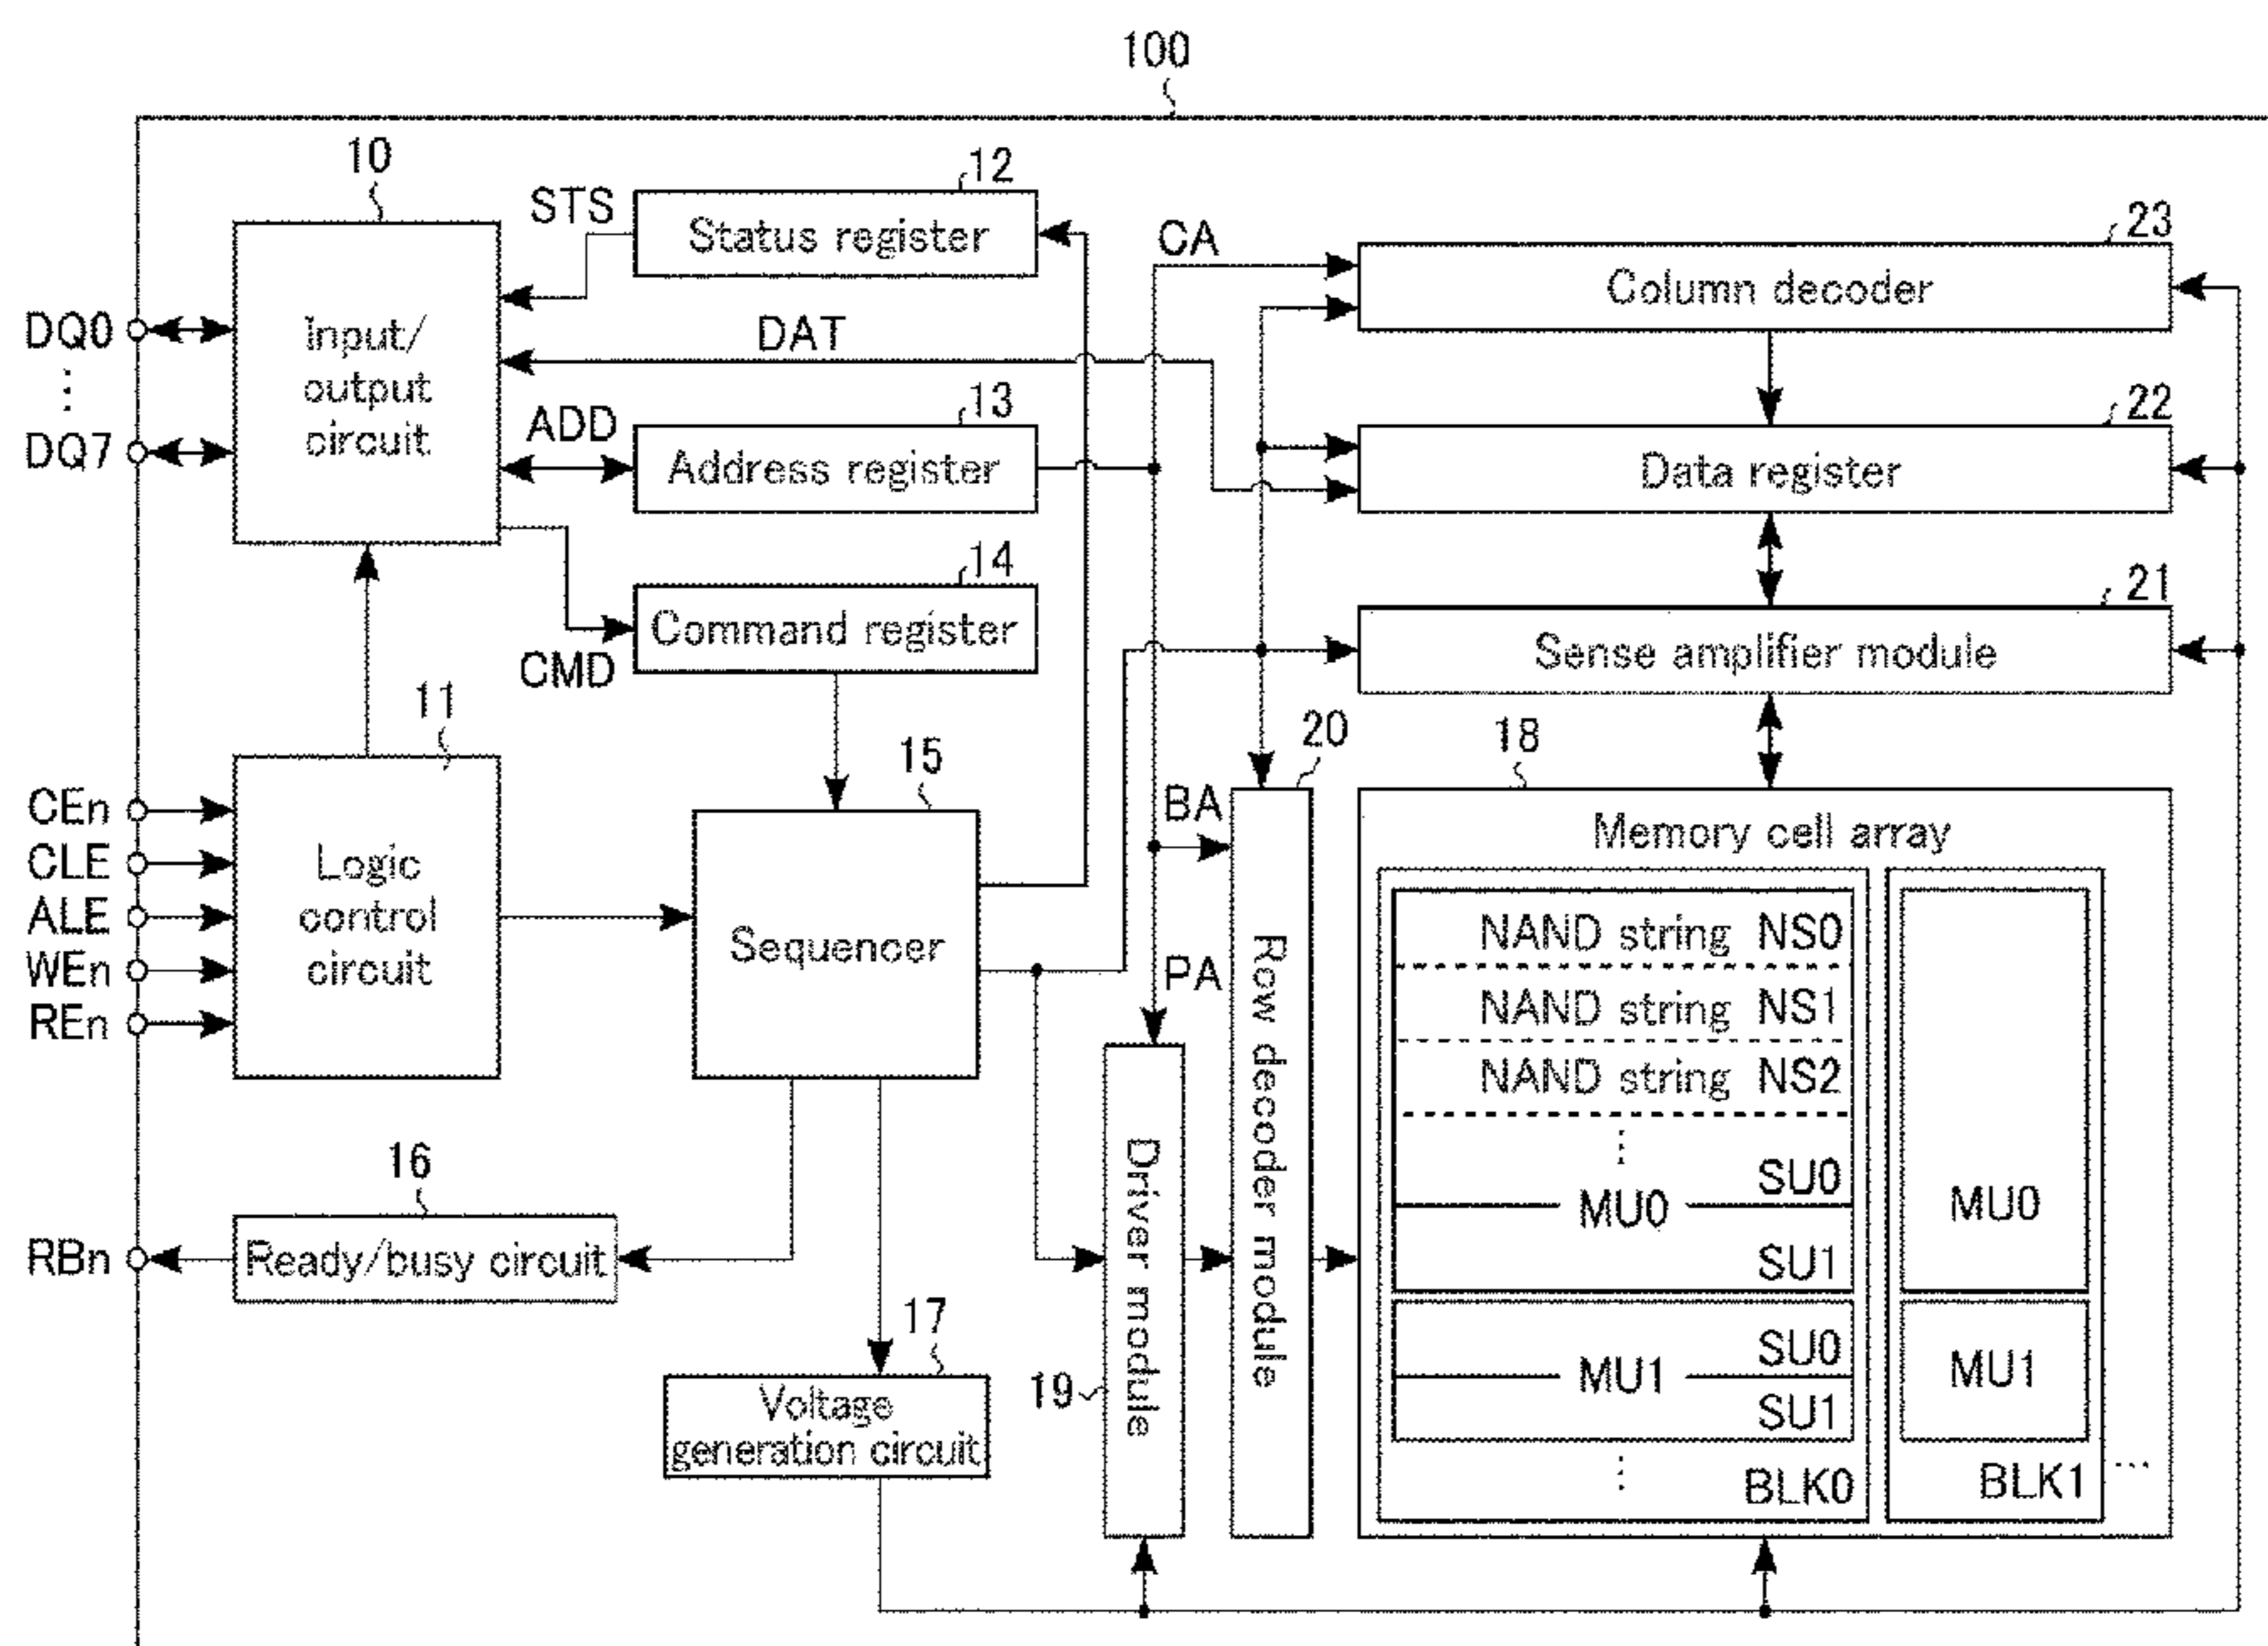 100
10
STS
12
Status register
CA
23
Column decoder
DQ0
⋮
DQ7
Input/
output
circuit
DAT
ADD
13
Address register
22
Data register
14
Command register
CMD
21
Sense amplifier module
11
CEn
CLE
ALE
WEn
REn
Logic
control
circuit
15
Sequencer
BA
PA
20
Row decoder module
18
Memory cell array
NAND string NS0
NAND string NS1
NAND string NS2
⋮
SU0
MU0
SU1
SU0
MU1
SU1
⋮
BLK0
MU0
MU1
BLK1 ...
16
RBn
Ready/busy circuit
17
Voltage
generation circuit
19
Driver module